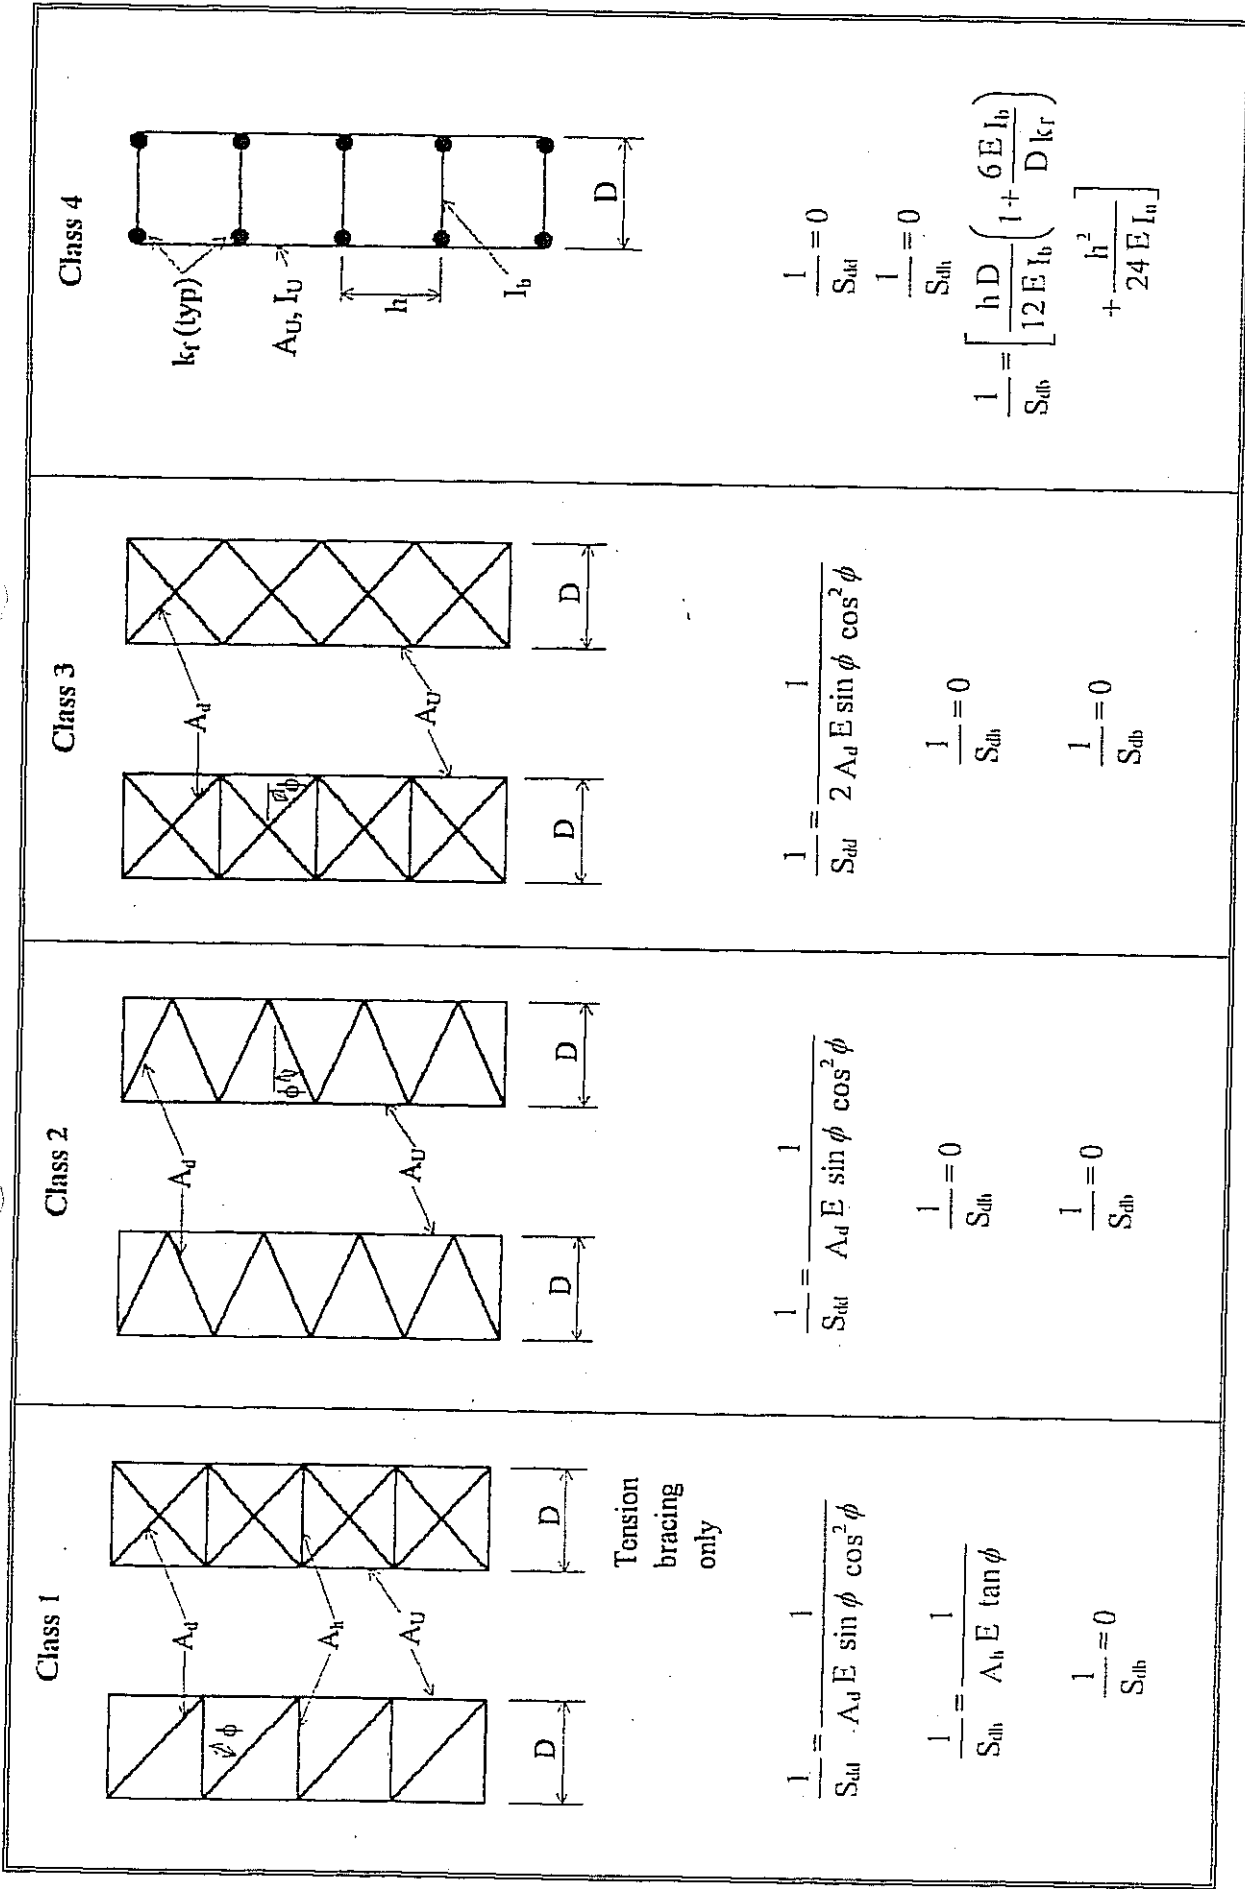 Class 1
A_d
A_h
A_U
φ
D
D
Tension
bracing
only
1/S_dd = 1/(A_d E sin φ cos² φ)
1/S_dh = 1/(A_h E tan φ)
1/S_db = 0
Class 2
A_d
A_U
φ
D
D
1/S_dd = 1/(A_d E sin φ cos² φ)
1/S_dh = 0
1/S_db = 0
Class 3
A_d
A_U
φ
D
D
1/S_dd = 1/(2 A_d E sin φ cos² φ)
1/S_dh = 0
1/S_db = 0
Class 4
k_f (typ)
A_U, I_U
h
I_b
D
1/S_dd = 0
1/S_dh = 0
1/S_db = [ h D/(12 E I_b) ( 1 + 6 E I_b/(D k_f) )
+ h²/(24 E I_u) ]